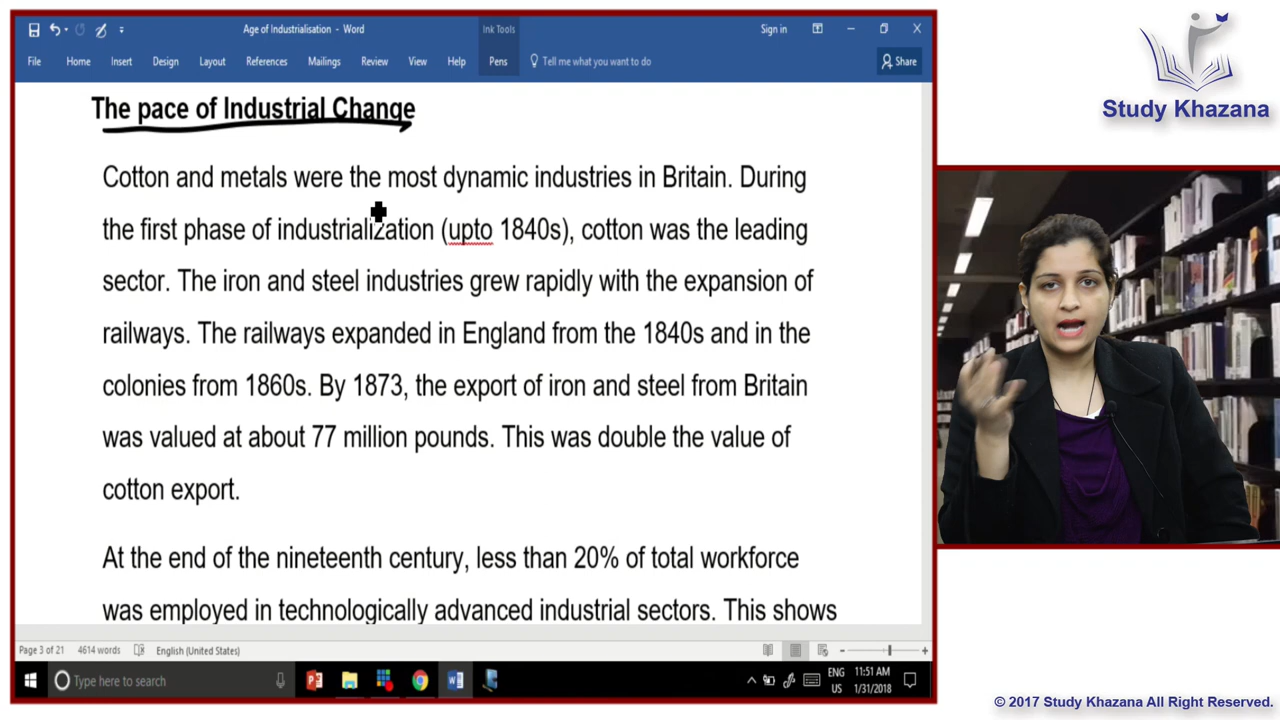 Age of Industrialisation - Word
Ink Tools
Sign in
File Home Insert Design Layout References Mailings Review View Help Pens Tell me what you want to do Share
Study Khazana
The pace of Industrial Change
Cotton and metals were the most dynamic industries in Britain. During
the first phase of industrialization (upto 1840s), cotton was the leading
sector. The iron and steel industries grew rapidly with the expansion of
railways. The railways expanded in England from the 1840s and in the
colonies from 1860s. By 1873, the export of iron and steel from Britain
was valued at about 77 million pounds. This was double the value of
cotton export.
At the end of the nineteenth century, less than 20% of total workforce
was employed in technologically advanced industrial sectors. This shows
Page 3 of 21 4614 words English (United States)
Type here to search
ENG 11:51 AM
US 1/31/2018
© 2017 Study Khazana All Right Reserved.